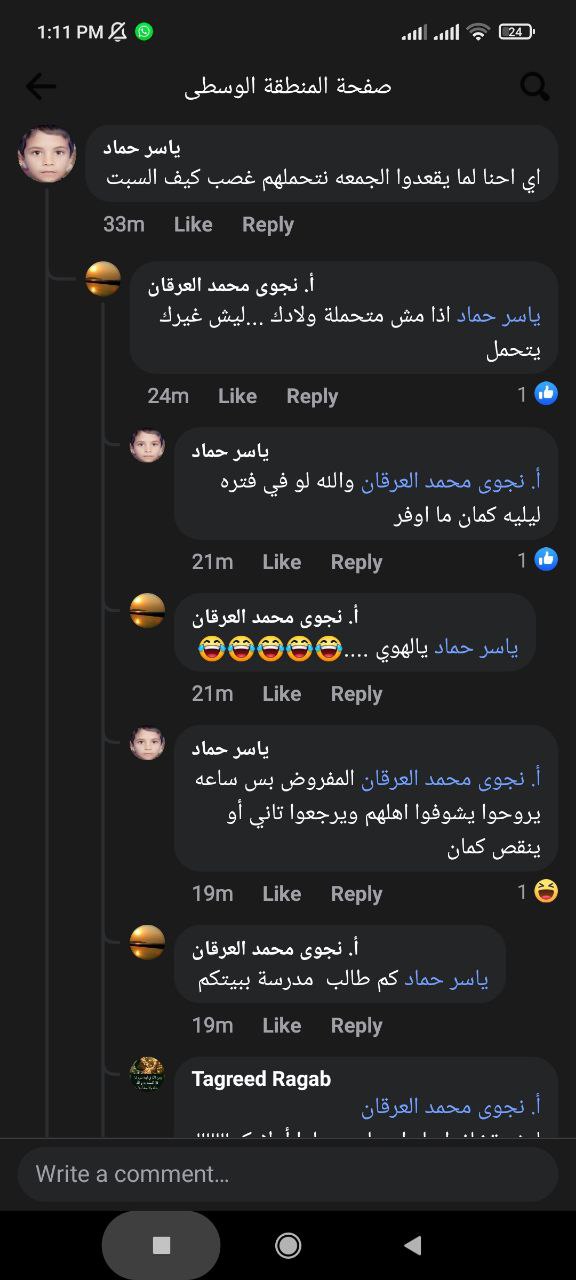 1:11 PM
24
صفحة المنطقة الوسطى
ياسر حماد
اي احنا لما يقعدوا الجمعه نتحملهم غصب كيف السبت
33m Like Reply
أ. نجوى محمد العرقان
ياسر حماد اذا مش متحملة ولادك ...ليش غيرك
يتحمل
24m Like Reply 1
ياسر حماد
أ. نجوى محمد العرقان والله لو في فتره
ليليه كمان ما اوفر
21m Like Reply 1
أ. نجوى محمد العرقان
ياسر حماد يالهوي ....😂😂😂😂😂
21m Like Reply
ياسر حماد
أ. نجوى محمد العرقان المفروض بس ساعه
يروحوا يشوفوا اهلهم ويرجعوا تاني أو
ينقص كمان
19m Like Reply 1
أ. نجوى محمد العرقان
ياسر حماد كم طالب مدرسة ببيتكم
19m Like Reply
Tagreed Ragab
أ. نجوى محمد العرقان
Write a comment...